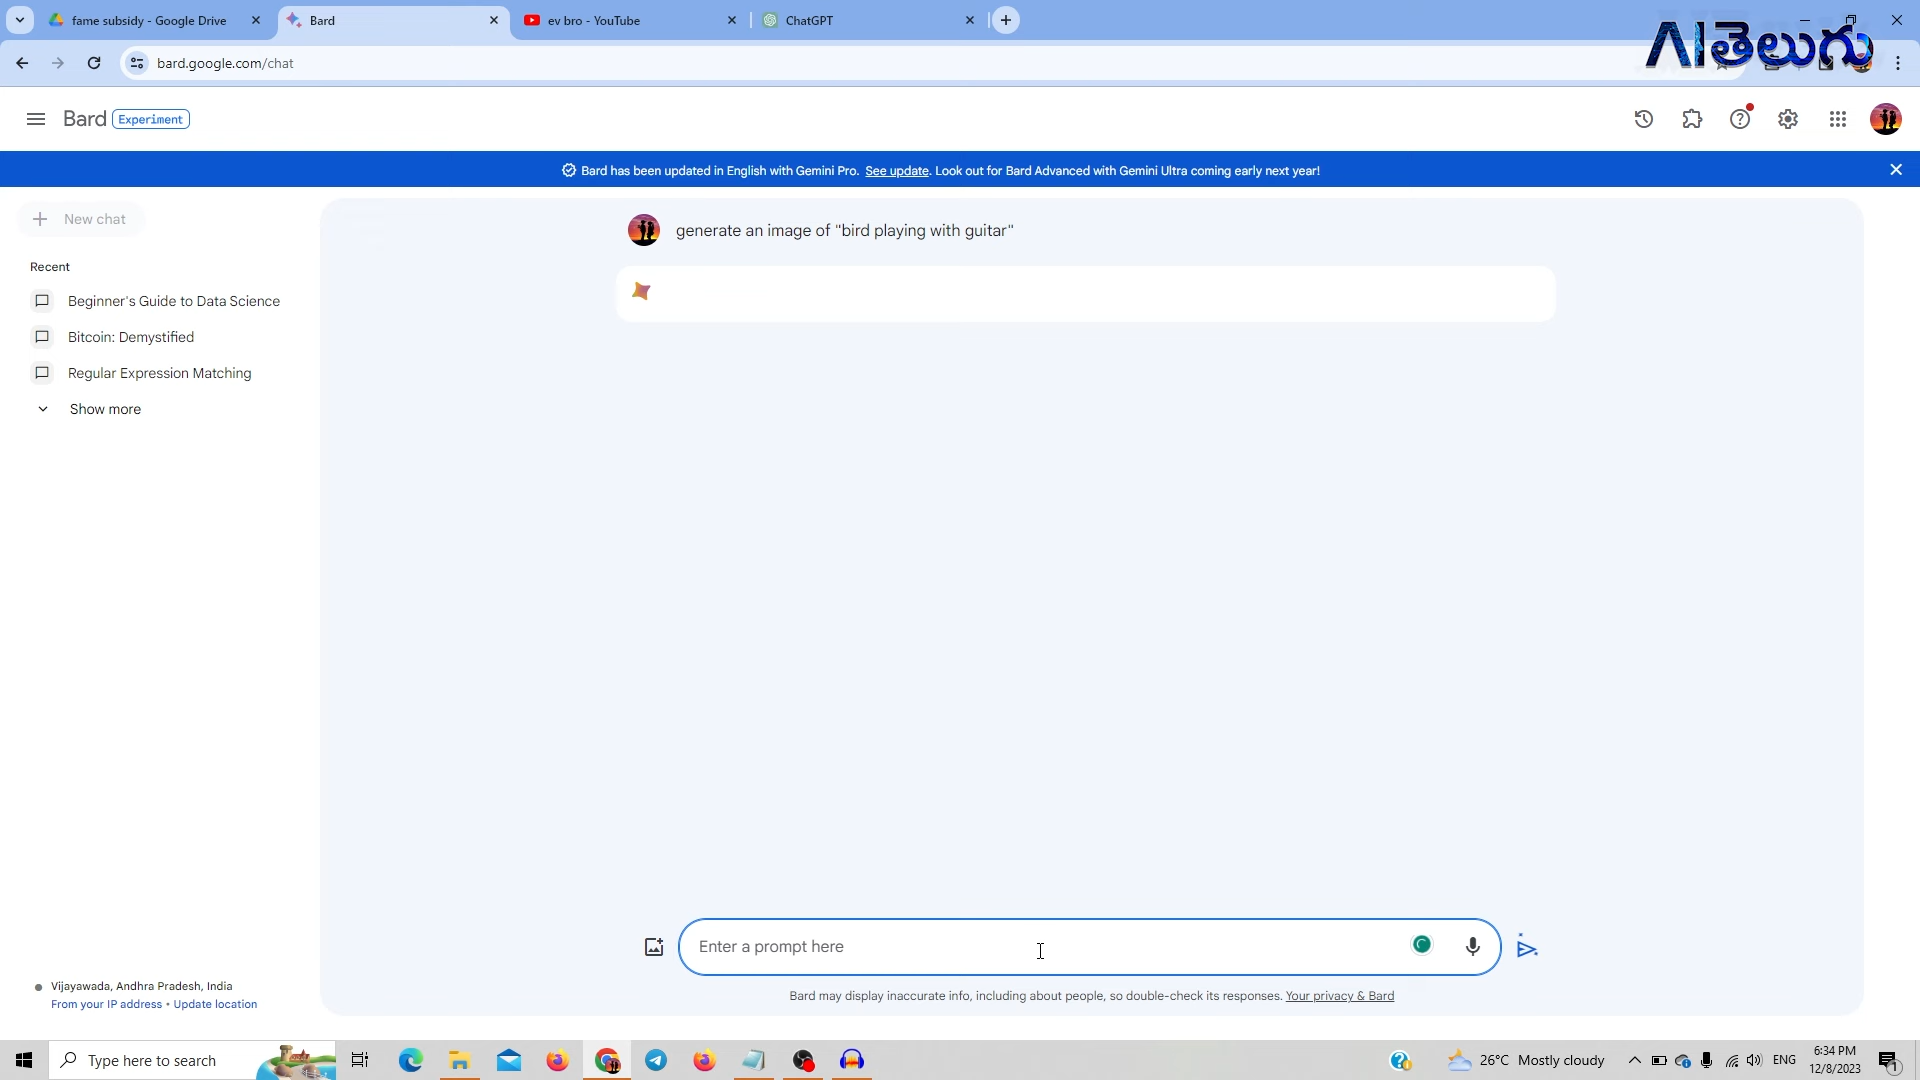 fame subsidy - Google Drive
Bard
ev bro - YouTube
ChatGPT
AIతెలుగు
bard.google.com/chat
Bard Experiment
Bard has been updated in English with Gemini Pro. See update. Look out for Bard Advanced with Gemini Ultra coming early next year!
New chat
Recent
Beginner's Guide to Data Science
Bitcoin: Demystified
Regular Expression Matching
Show more
generate an image of "bird playing with guitar"
Enter a prompt here
Bard may display inaccurate info, including about people, so double-check its responses. Your privacy & Bard
Vijayawada, Andhra Pradesh, India
From your IP address • Update location
Type here to search
26°C Mostly cloudy
ENG
6:34 PM
12/8/2023
1